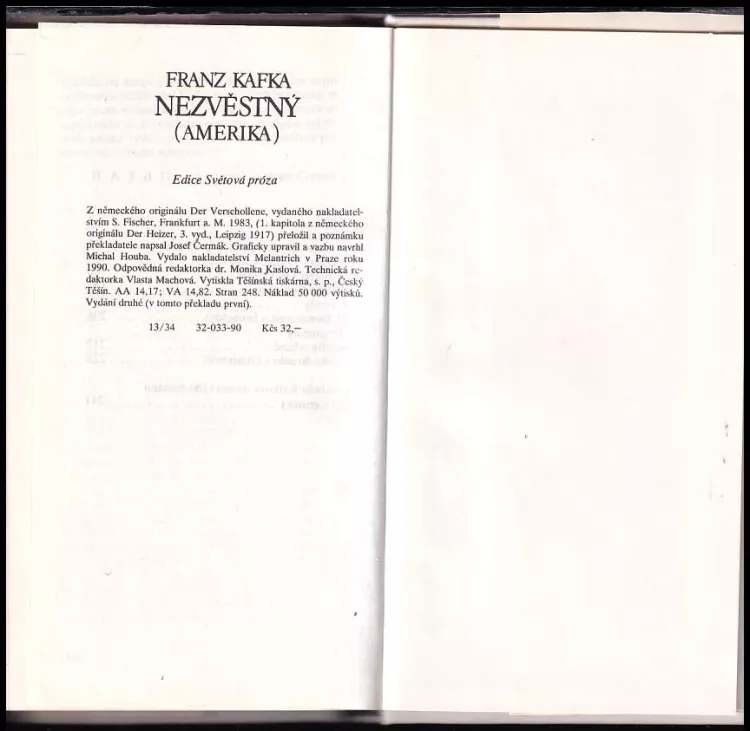 FRANZ KAFKA
NEZVĚSTNÝ
(AMERIKA)
Edice Světová próza
Z německého originálu Der Verschollene, vydaného nakladatel-
stvím S. Fischer, Frankfurt a. M. 1983, (1. kapitola z německého
originálu Der Heizer, 3. vyd., Leipzig 1917) přeložil a poznámku
překladatele napsal Josef Čermák. Graficky upravil a vazbu navrhl
Michal Houba. Vydalo nakladatelství Melantrich v Praze roku
1990. Odpovědná redaktorka dr. Monika Kaslová. Technická re-
daktorka Vlasta Machová. Vytiskla Těšínská tiskárna, s. p., Český
Těšín. AA 14,17; VA 14,82. Stran 248. Náklad 50 000 výtisků.
Vydání druhé (v tomto překladu první).
13/34 32-033-90 Kčs 32,—